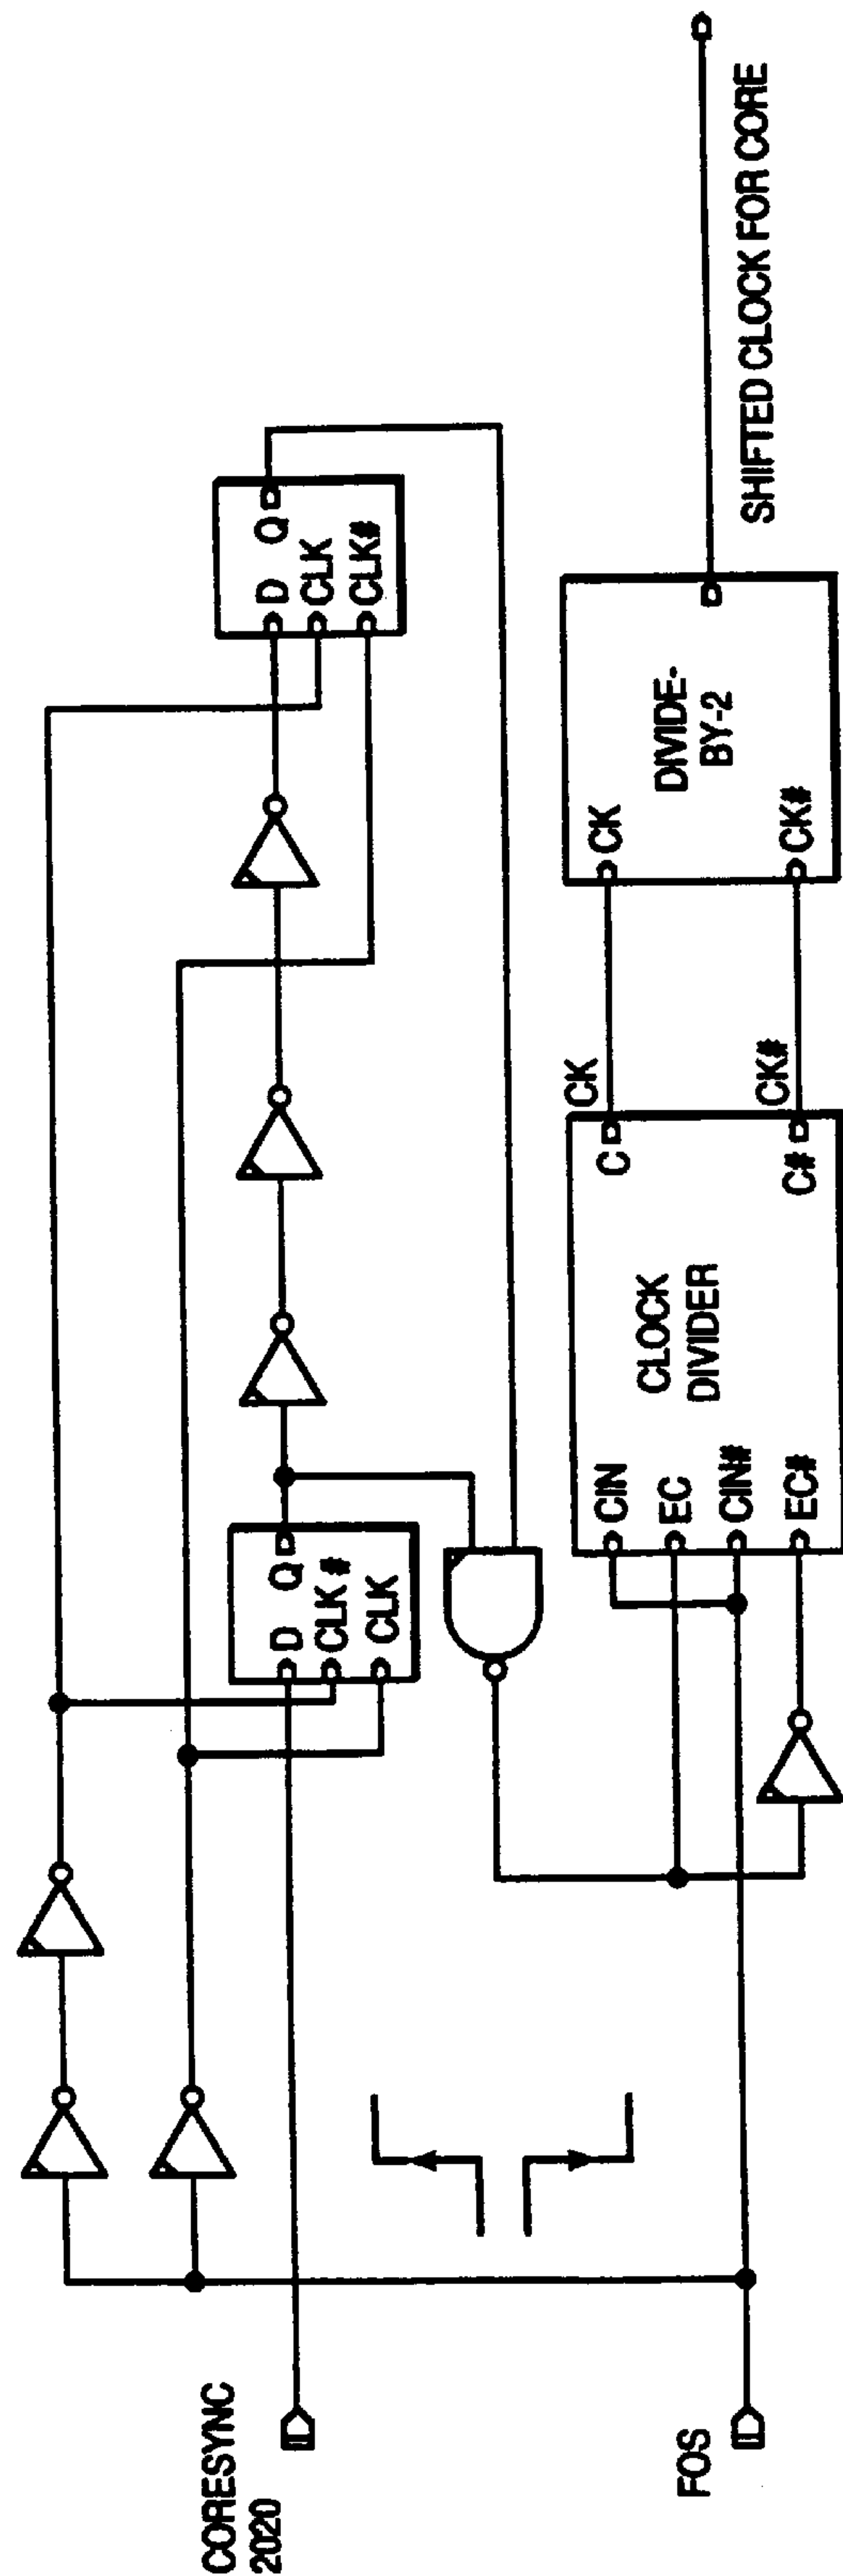 CORESYNC
2020
FOS
D Q
CLK #
CLK
D Q
CLK
CLK#
CIN
EC
CIN#
EC#
CLOCK
DIVIDER
C
C#
CK
CK#
CK
CK#
DIVIDE-
BY-2
SHIFTED CLOCK FOR CORE